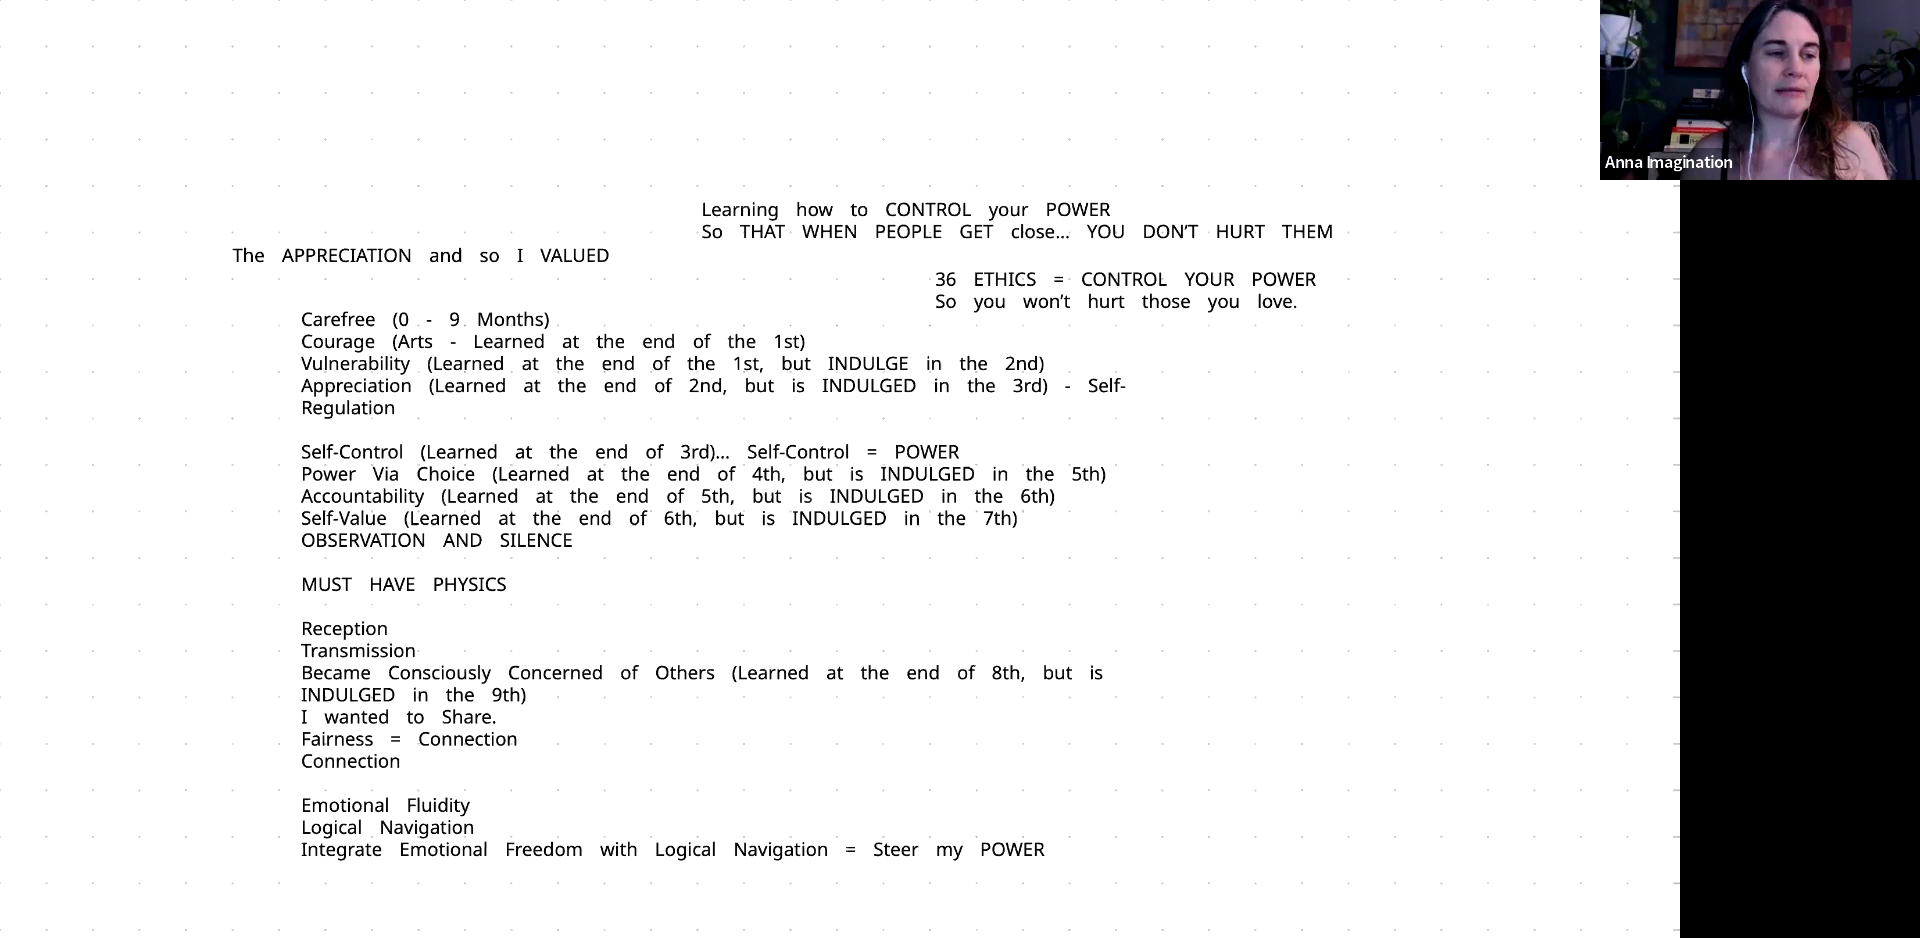 Anna Imagination
Learning how to CONTROL your POWER
So THAT WHEN PEOPLE GET close... YOU DON'T HURT THEM
The APPRECIATION and so I VALUED
36 ETHICS = CONTROL YOUR POWER
So you won't hurt those you love.
Carefree (0 - 9 Months)
Courage (Arts - Learned at the end of the 1st)
Vulnerability (Learned at the end of the 1st, but INDULGE in the 2nd)
Appreciation (Learned at the end of 2nd, but is INDULGED in the 3rd) - Self-
Regulation
Self-Control (Learned at the end of 3rd)... Self-Control = POWER
Power Via Choice (Learned at the end of 4th, but is INDULGED in the 5th)
Accountability (Learned at the end of 5th, but is INDULGED in the 6th)
Self-Value (Learned at the end of 6th, but is INDULGED in the 7th)
OBSERVATION AND SILENCE
MUST HAVE PHYSICS
Reception
Transmission
Became Consciously Concerned of Others (Learned at the end of 8th, but is
INDULGED in the 9th)
I wanted to Share.
Fairness = Connection
Connection
Emotional Fluidity
Logical Navigation
Integrate Emotional Freedom with Logical Navigation = Steer my POWER